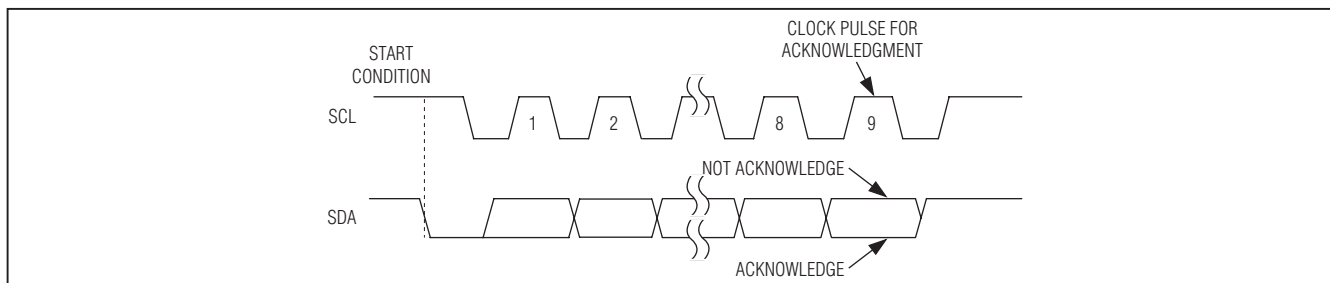 CLOCK PULSE FOR
ACKNOWLEDGMENT
START
CONDITION
SCL
1
2
8
9
NOT ACKNOWLEDGE
SDA
ACKNOWLEDGE